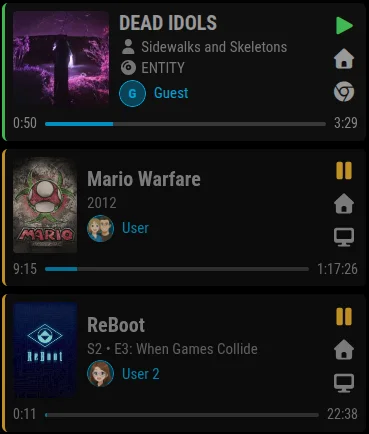 DEAD IDOLS
Sidewalks and Skeletons
ENTITY
G Guest
0:50 3:29
MARIO
Mario Warfare
2012
User
9:15 1:17:26
ReBoot
ReBoot
S2 • E3: When Games Collide
User 2
0:11 22:38